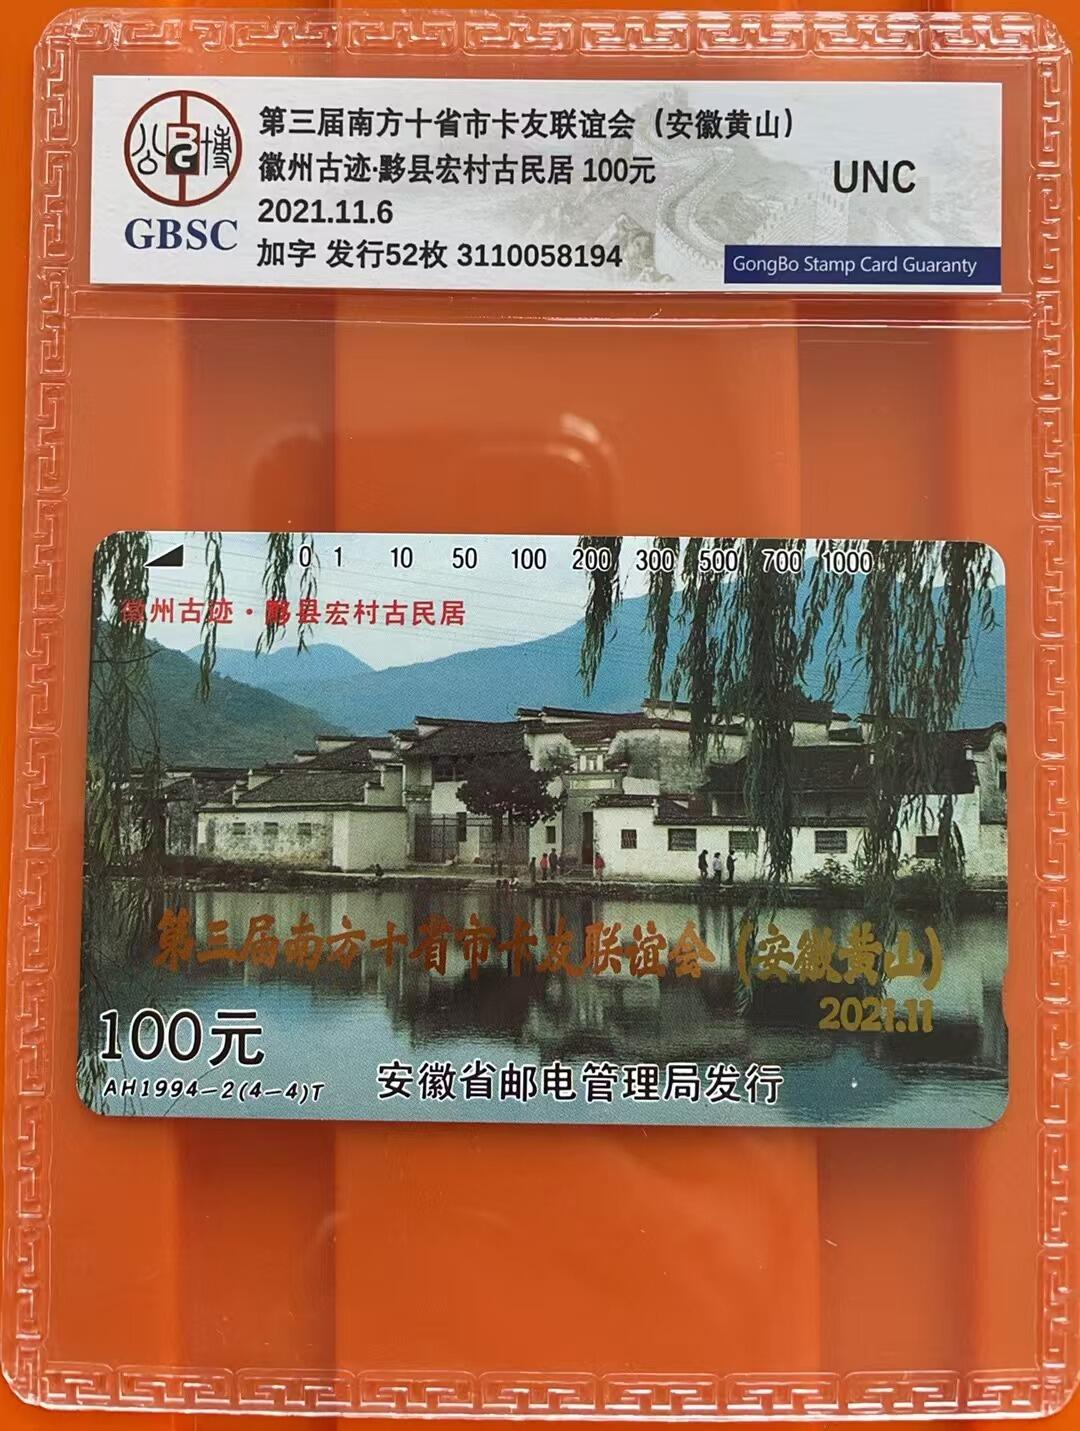 公博
GBSC
第三届南方十省市卡友联谊会（安徽黄山）
徽州古迹·黟县宏村古民居 100元
2021.11.6
加字 发行52枚 3110058194
UNC
GongBo Stamp Card Guaranty
0 1 10 50 100 200 300 500 700 1000
徽州古迹·黟县宏村古民居
第三届南方十省市卡友联谊会（安徽黄山）
2021.11
100元
AH1994-2(4-4)T
安徽省邮电管理局发行